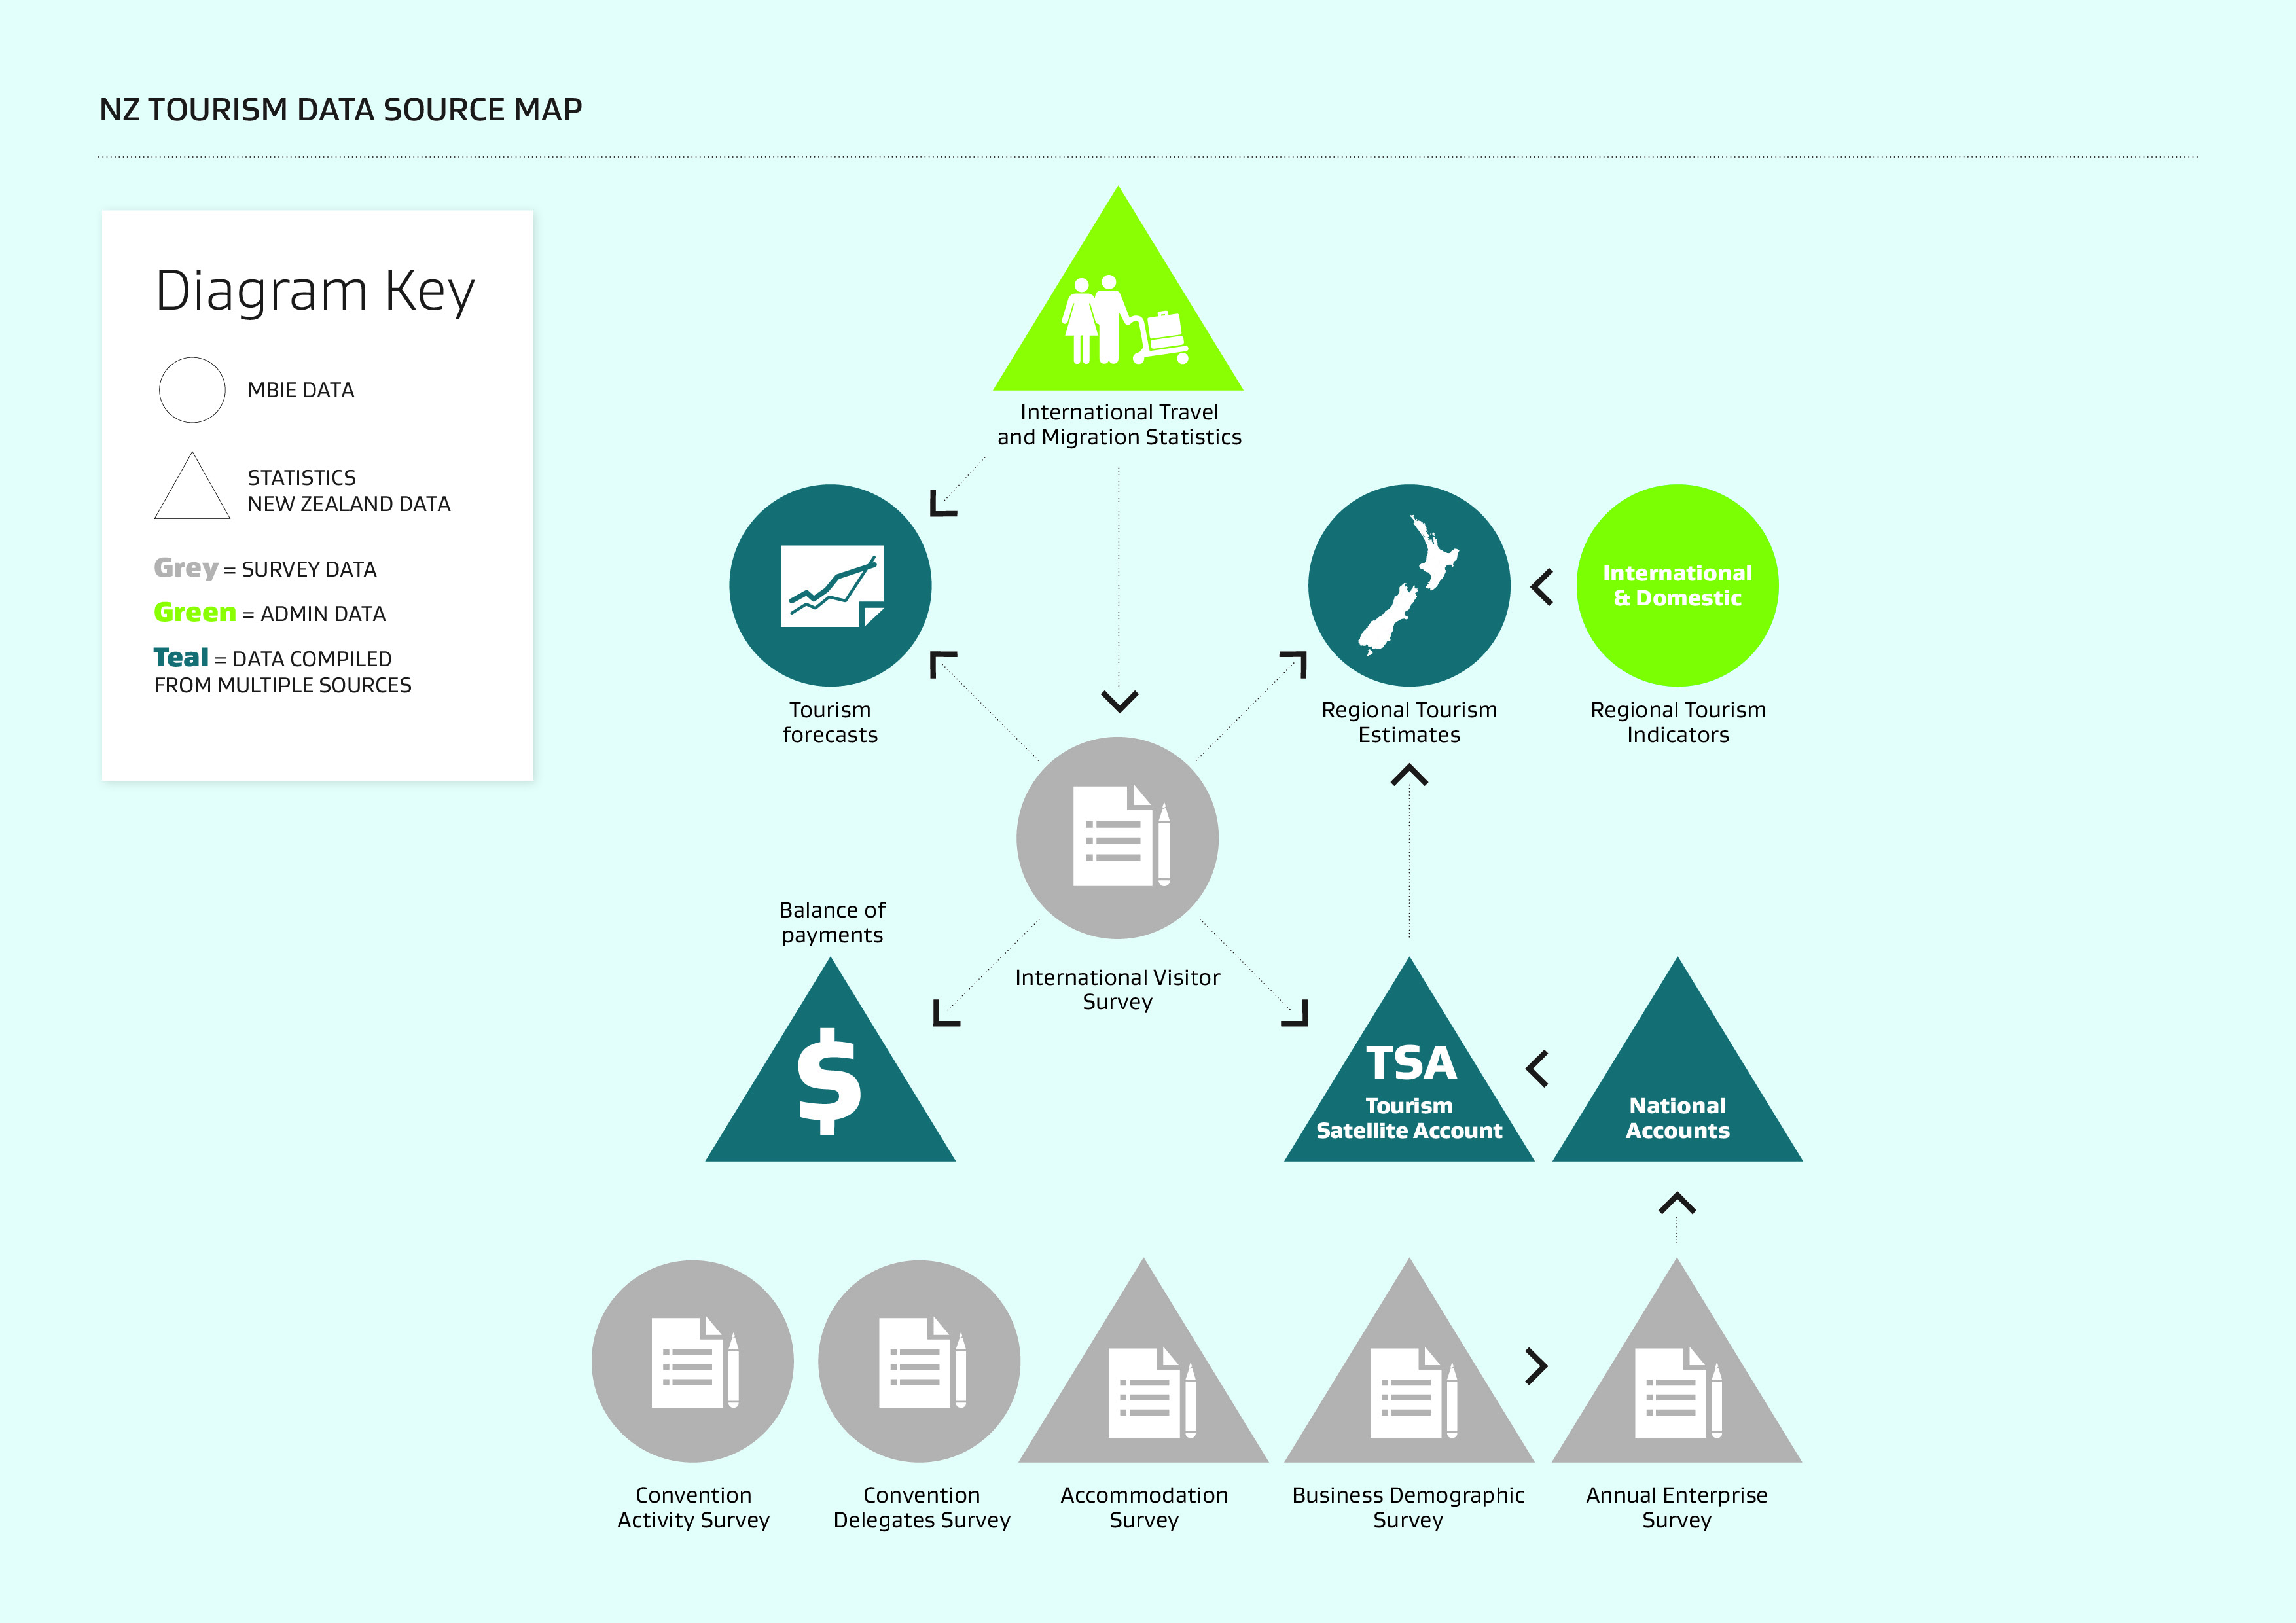 NZ TOURISM DATA SOURCE MAP
Diagram Key
MBIE DATA
STATISTICS
NEW ZEALAND DATA
Grey = SURVEY DATA
Green = ADMIN DATA
Teal = DATA COMPILED
FROM MULTIPLE SOURCES
International Travel
and Migration Statistics
Tourism
forecasts
Regional Tourism
Estimates
International
& Domestic
Regional Tourism
Indicators
International Visitor
Survey
Balance of
payments
$
TSA
Tourism
Satellite Account
National
Accounts
Convention
Activity Survey
Convention
Delegates Survey
Accommodation
Survey
Business Demographic
Survey
Annual Enterprise
Survey